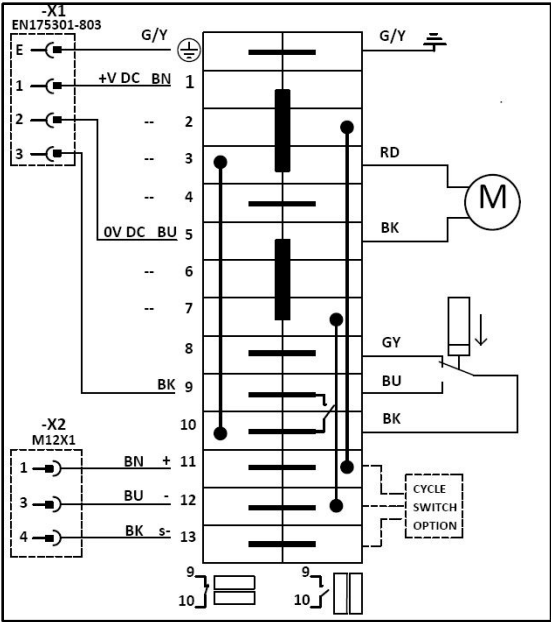 -X1
EN175301-803
E G/Y G/Y
1 +V DC BN 1
2 -- 2
3 -- 3 RD
-- 4 M
0V DC BU 5 BK
-- 6
-- 7
8 GY
BK 9 BU
10 BK
-X2
M12X1
1 BN + 11
3 BU - 12
4 BK s- 13
CYCLE
SWITCH
OPTION
9 9
10 10